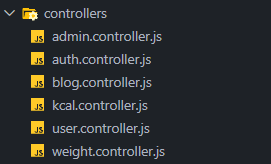 controllers
JS admin.controller.js
JS auth.controller.js
JS blog.controller.js
JS kcal.controller.js
JS user.controller.js
JS weight.controller.js